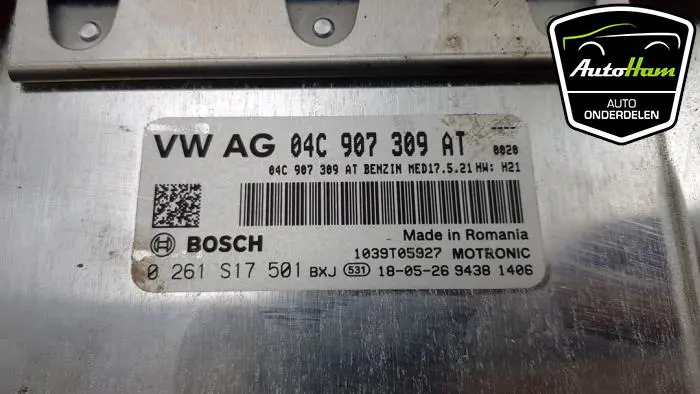 AutoHam
AUTO
ONDERDELEN
VW AG 04C 907 309 AT
0020
04C 907 309 AT BENZIN MED17.5.21 HW: H21
BOSCH
Made in Romania
1039T05927 MOTRONIC
0 261 S17 501 BXJ 531 18-05-26 9438 1406